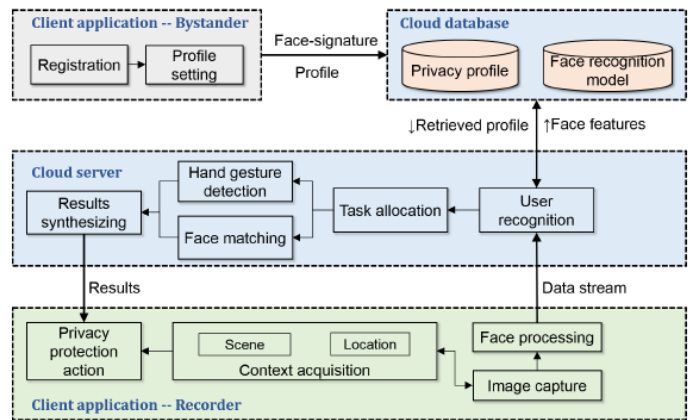 Client application -- Bystander
Registration
Profile
setting
Face-signature
Profile
Cloud database
Privacy profile
Face recognition
model
↓Retrieved profile
↑Face features
Cloud server
Results
synthesizing
Hand gesture
detection
Face matching
Task allocation
User
recognition
Results
Data stream
Privacy
protection
action
Scene
Location
Context acquisition
Face processing
Image capture
Client application -- Recorder